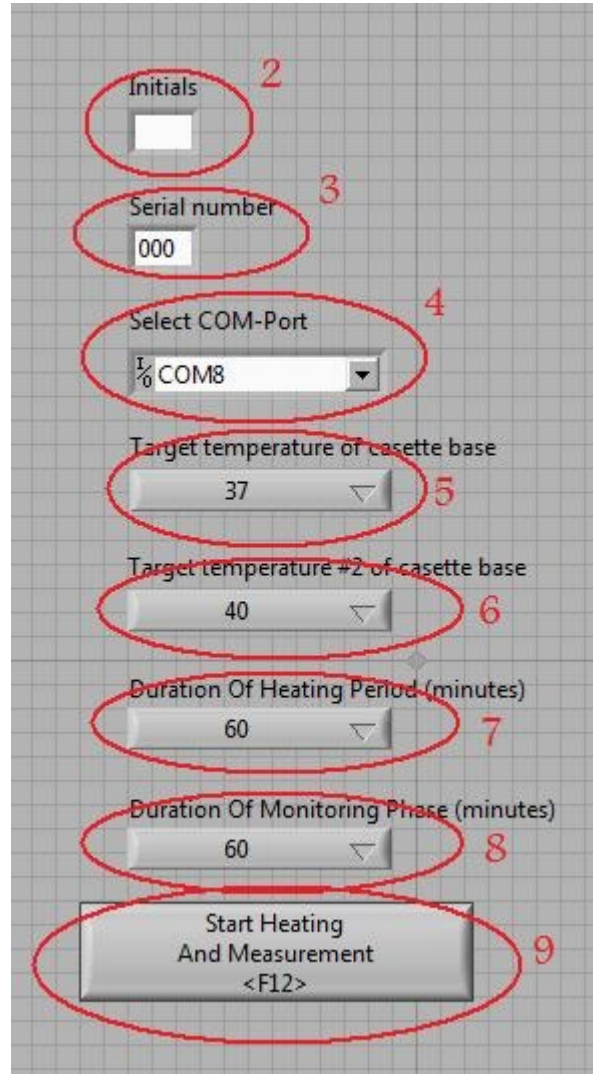 2
Initials
3
Serial number
000
4
Select COM-Port
I/O COM8
Target temperature of casette base
37
5
Target temperature #2 of casette base
40
6
Duration Of Heating Period (minutes)
60
7
Duration Of Monitoring Phase (minutes)
60
8
Start Heating
And Measurement
<F12>
9